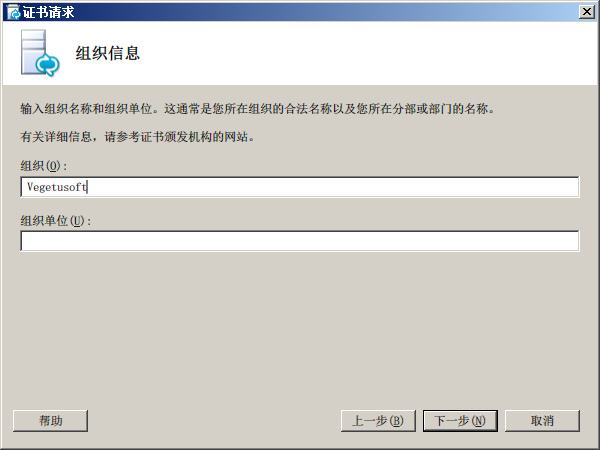 证书请求
组织信息
输入组织名称和组织单位。这通常是您所在组织的合法名称以及您所在分部或部门的名称。
有关详细信息，请参考证书颁发机构的网站。
组织(O):
Vegetusoft
组织单位(U):
帮助 上一步(B) 下一步(N) 取消